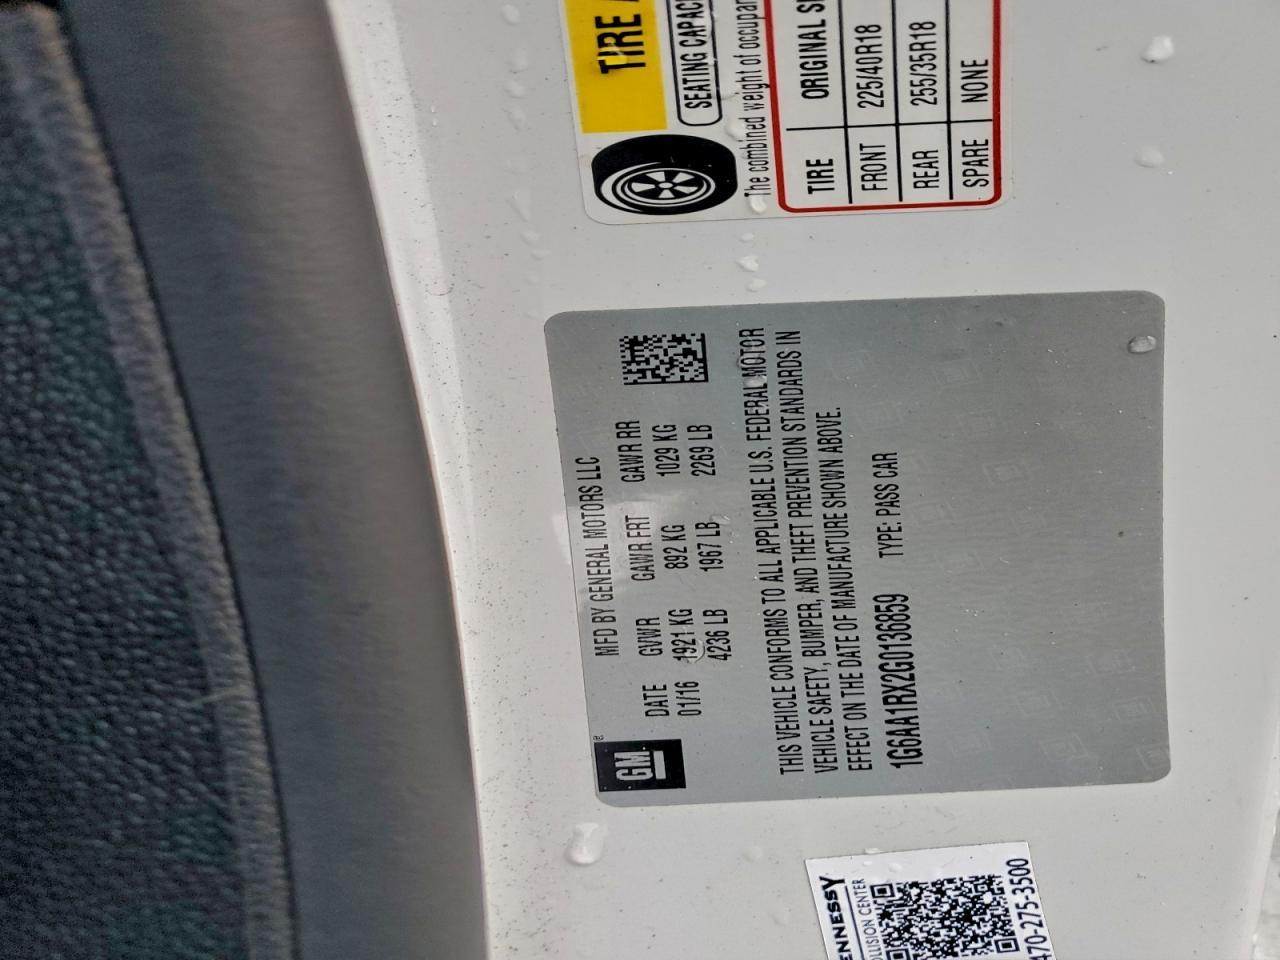 TIRE
SEATING CAPAC
The combined weight of occupan
TIRE ORIGINAL
FRONT 225/40R18
REAR 255/35R18
SPARE NONE
GM
MFD BY GENERAL MOTORS LLC
DATE GVWR GAWR FRT GAWR RR
01/16 1921 KG 892 KG 1029 KG
4236 LB 1967 LB 2269 LB
THIS VEHICLE CONFORMS TO ALL APPLICABLE U.S. FEDERAL MOTOR
VEHICLE SAFETY, BUMPER, AND THEFT PREVENTION STANDARDS IN
EFFECT ON THE DATE OF MANUFACTURE SHOWN ABOVE.
1G6AA1RX2G0136859 TYPE: PASS CAR
ENNESSY
LLISION CENTER
470-275-3500